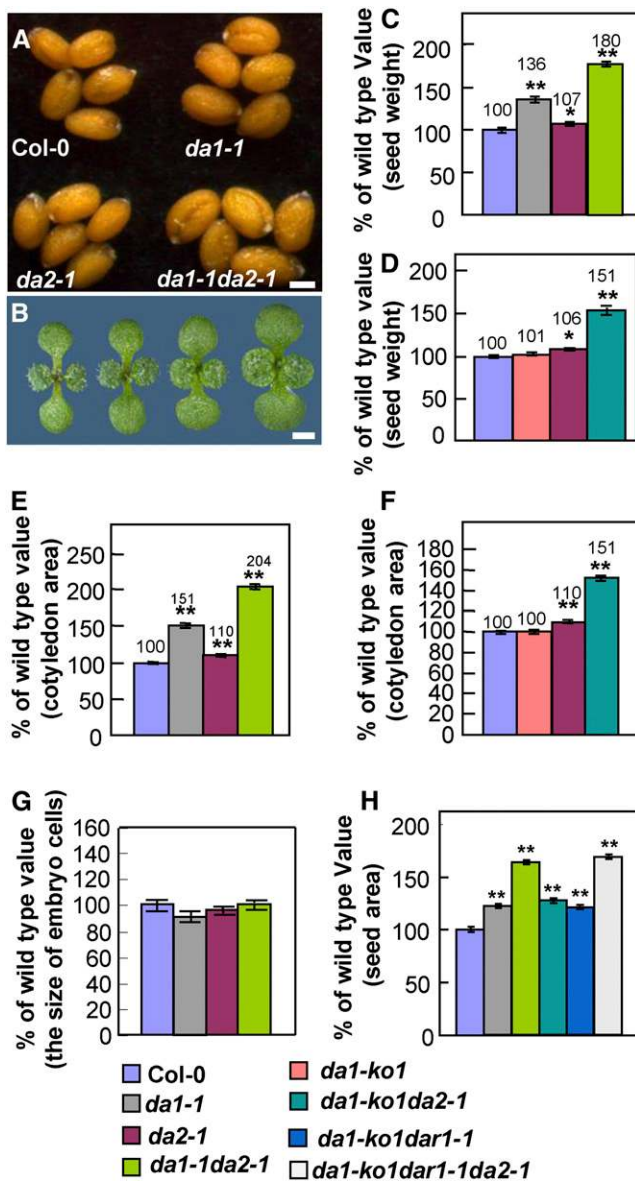 A
Col-0
da1-1
da2-1
da1-1da2-1
B
C
% of wild type Value
(seed weight)
200
150
100
50
0
100
136
**
107
*
180
**
D
% of wild type value
(seed weight)
200
150
100
50
0
100
101
106
*
151
**
E
% of wild type value
(cotyledon area)
250
200
150
100
50
0
100
151
**
110
**
204
**
F
% of wild type value
(cotyledon area)
180
160
140
120
100
80
60
40
20
0
100
100
110
**
151
**
G
% of wild type value
(the size of embryo cells)
160
140
120
100
80
60
40
20
0
H
% of wild type Value
(seed area)
200
150
100
50
0
**
**
**
**
**
Col-0
da1-1
da2-1
da1-1da2-1
da1-ko1
da1-ko1da2-1
da1-ko1dar1-1
da1-ko1dar1-1da2-1